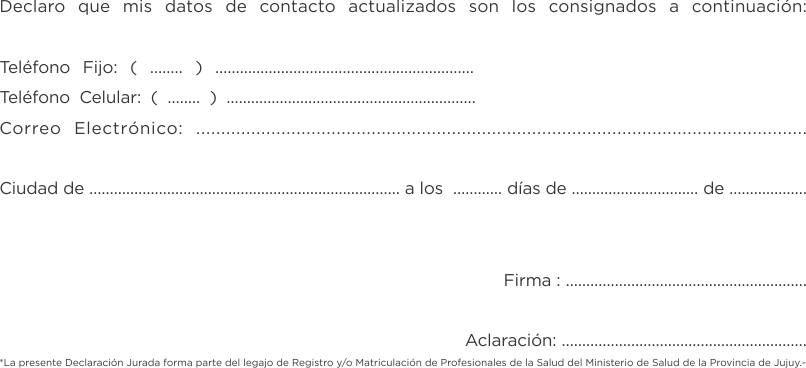 Declaro que mis datos de contacto actualizados son los consignados a continuación:
Teléfono Fijo: ( ........ ) ...............................................................
Teléfono Celular: ( ........ ) .............................................................
Correo Electrónico: ...........................................................................................................................
Ciudad de ............................................................................ a los ............ días de ............................... de ...................
Firma : ...........................................................
Aclaración: ............................................................
*La presente Declaración Jurada forma parte del legajo de Registro y/o Matriculación de Profesionales de la Salud del Ministerio de Salud de la Provincia de Jujuy.-